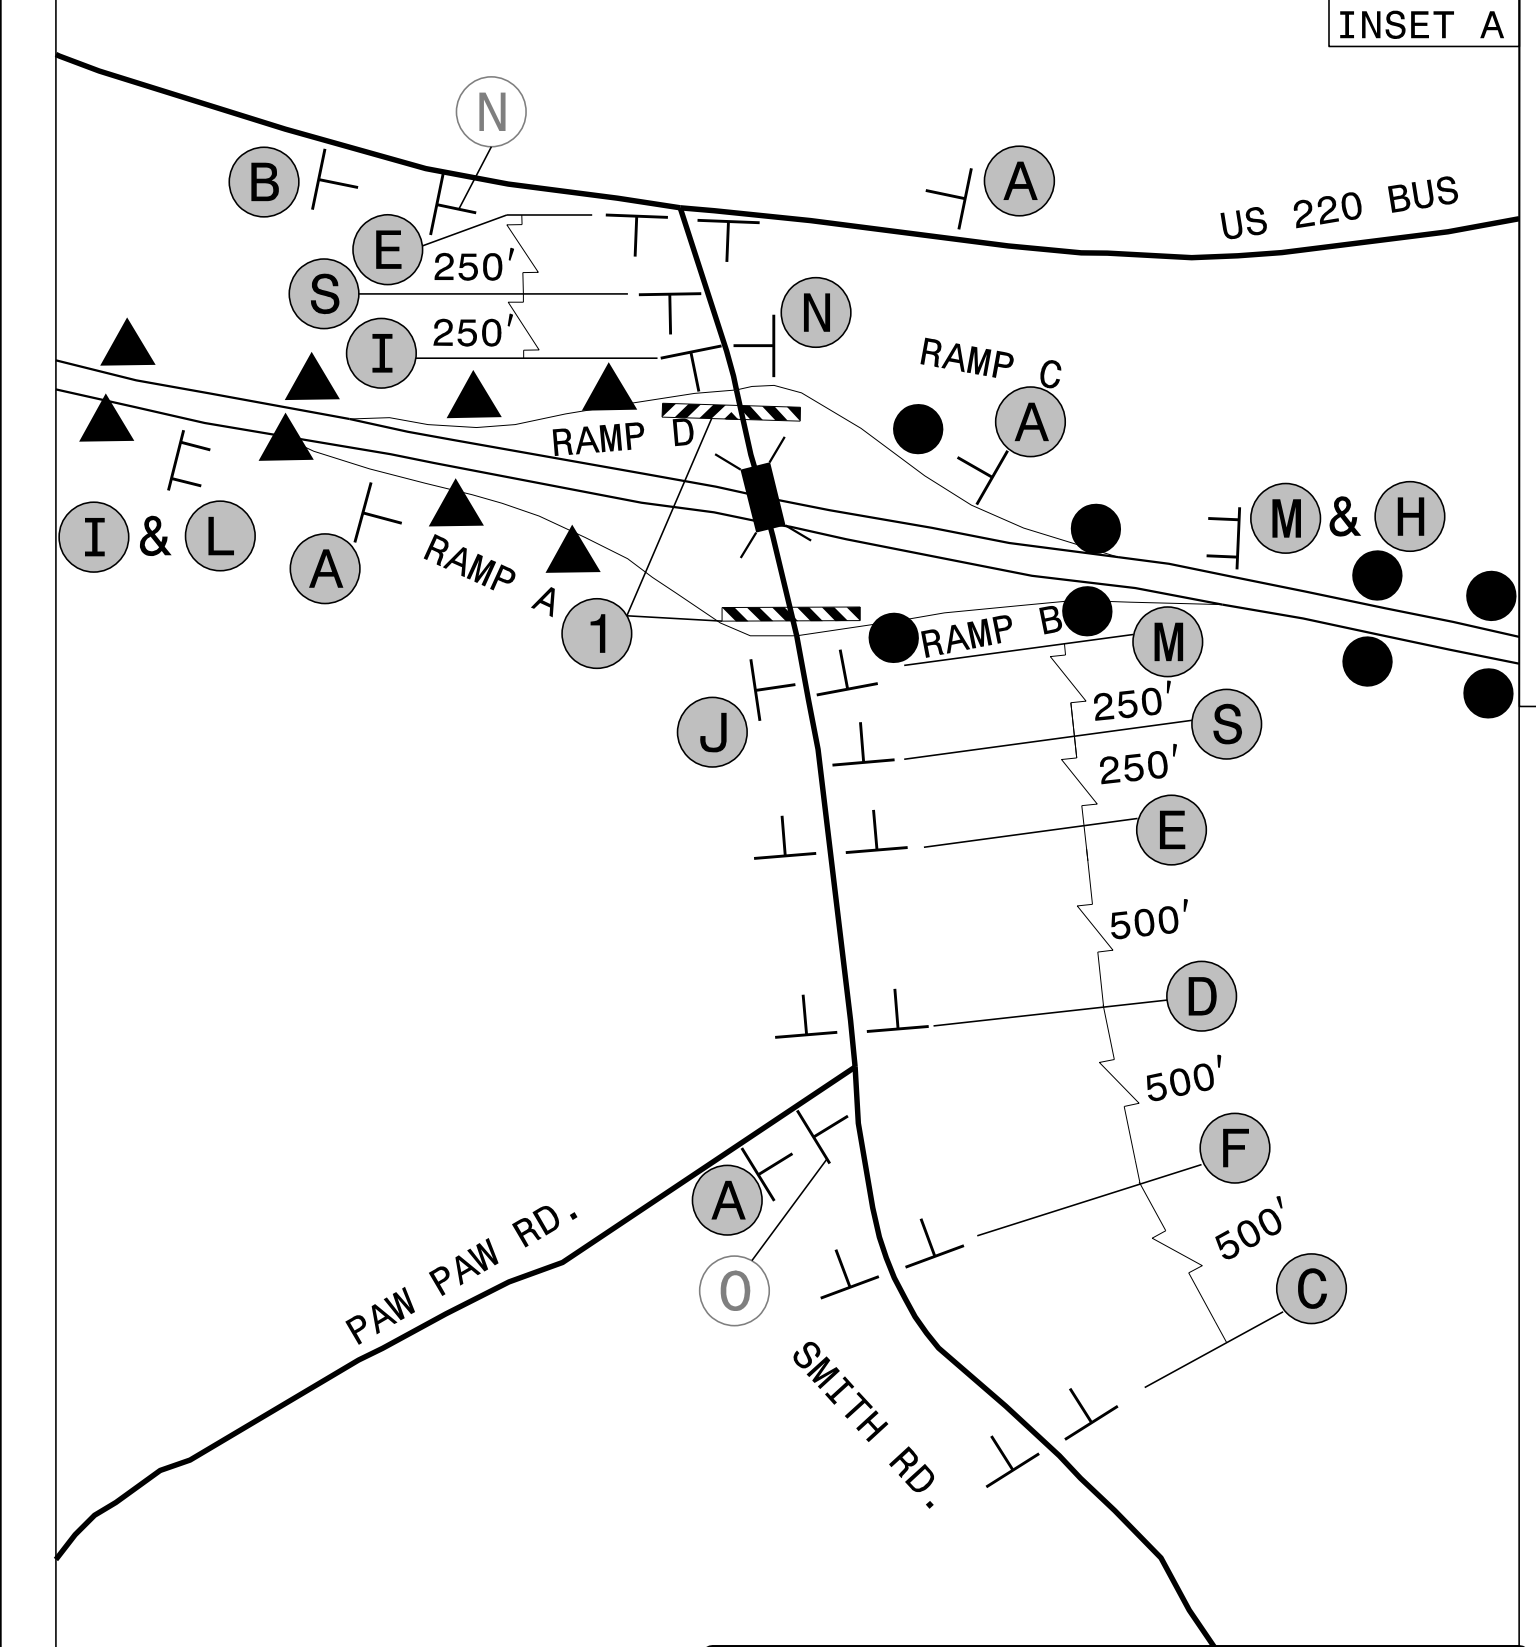 INSET A
N
B
A
US 220 BUS
E
250'
S
N
I
250'
RAMP C
A
RAMP D
I & L
A
RAMP A
M & H
1
RAMP B
M
J
250'
S
250'
E
500'
D
500'
F
A
PAW PAW RD.
500'
O
C
SMITH RD.